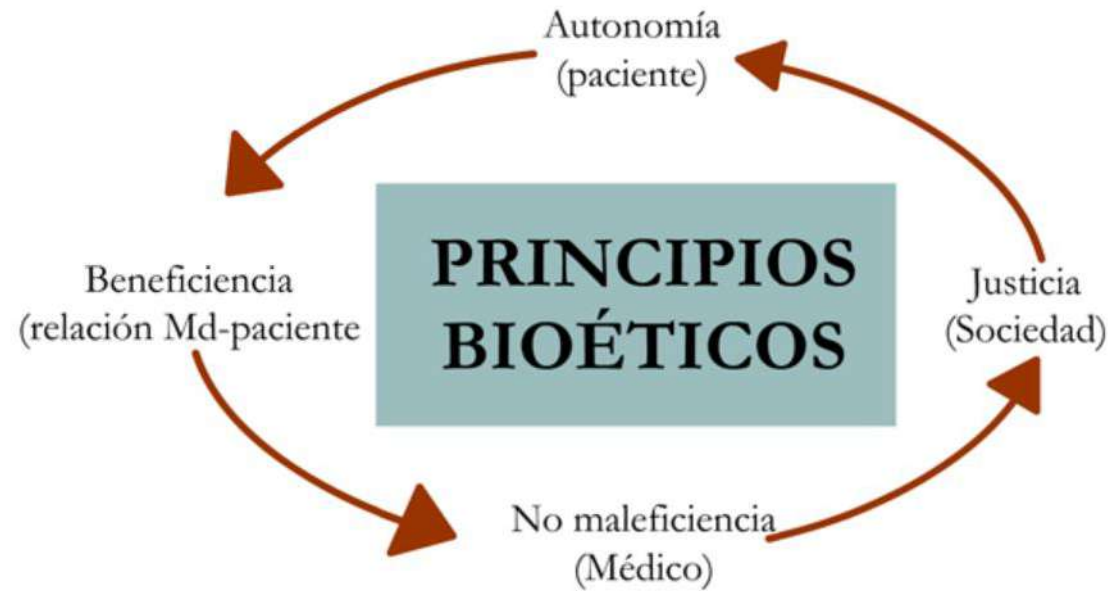 Autonomía
(paciente)
Beneficiencia
(relación Md-paciente
PRINCIPIOS
BIOÉTICOS
Justicia
(Sociedad)
No maleficiencia
(Médico)